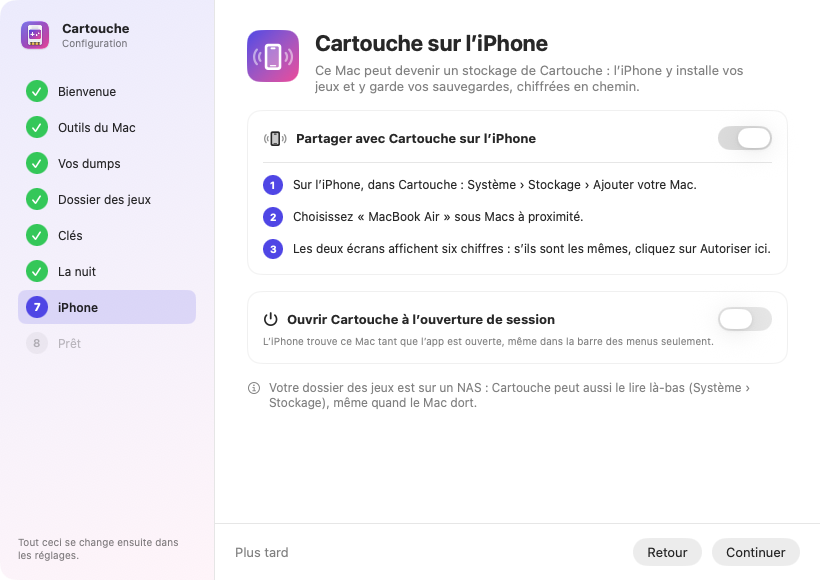 Cartouche
Configuration
Bienvenue
Outils du Mac
Vos dumps
Dossier des jeux
Clés
La nuit
7 iPhone
8 Prêt
Tout ceci se change ensuite dans
les réglages.
Cartouche sur l’iPhone
Ce Mac peut devenir un stockage de Cartouche : l’iPhone y installe vos
jeux et y garde vos sauvegardes, chiffrées en chemin.
Partager avec Cartouche sur l’iPhone
1 Sur l’iPhone, dans Cartouche : Système › Stockage › Ajouter votre Mac.
2 Choisissez « MacBook Air » sous Macs à proximité.
3 Les deux écrans affichent six chiffres : s’ils sont les mêmes, cliquez sur Autoriser ici.
Ouvrir Cartouche à l’ouverture de session
L’iPhone trouve ce Mac tant que l’app est ouverte, même dans la barre des menus seulement.
Votre dossier des jeux est sur un NAS : Cartouche peut aussi le lire là-bas (Système ›
Stockage), même quand le Mac dort.
Plus tard
Retour
Continuer